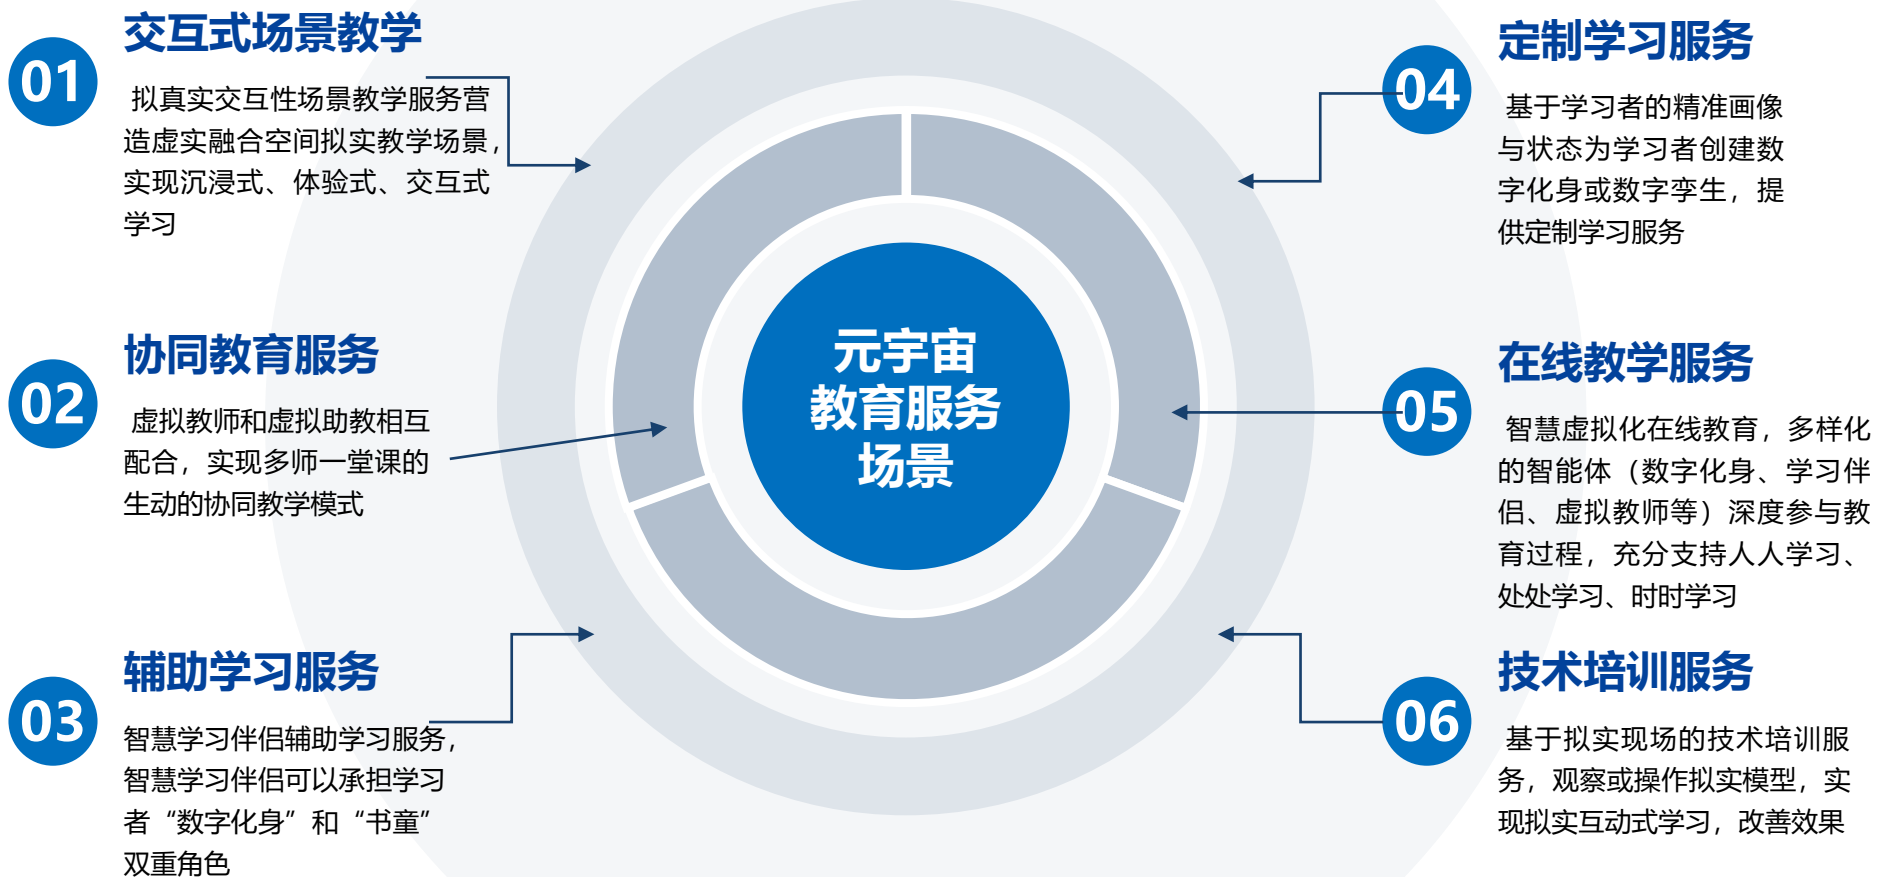 01
交互式场景教学
拟真实交互性场景教学服务营
造虚实融合空间拟实教学场景，
实现沉浸式、体验式、交互式
学习
02
协同教育服务
虚拟教师和虚拟助教相互
配合，实现多师一堂课的
生动的协同教学模式
03
辅助学习服务
智慧学习伴侣辅助学习服务，
智慧学习伴侣可以承担学习
者“数字化身”和“书童”
双重角色
元宇宙
教育服务
场景
04
定制学习服务
基于学习者的精准画像
与状态为学习者创建数
字化身或数字孪生，提
供定制学习服务
05
在线教学服务
智慧虚拟化在线教育，多样化
的智能体（数字化身、学习伴
侣、虚拟教师等）深度参与教
育过程，充分支持人人学习、
处处学习、时时学习
06
技术培训服务
基于拟实现场的技术培训服
务，观察或操作拟实模型，实
现拟实互动式学习，改善效果